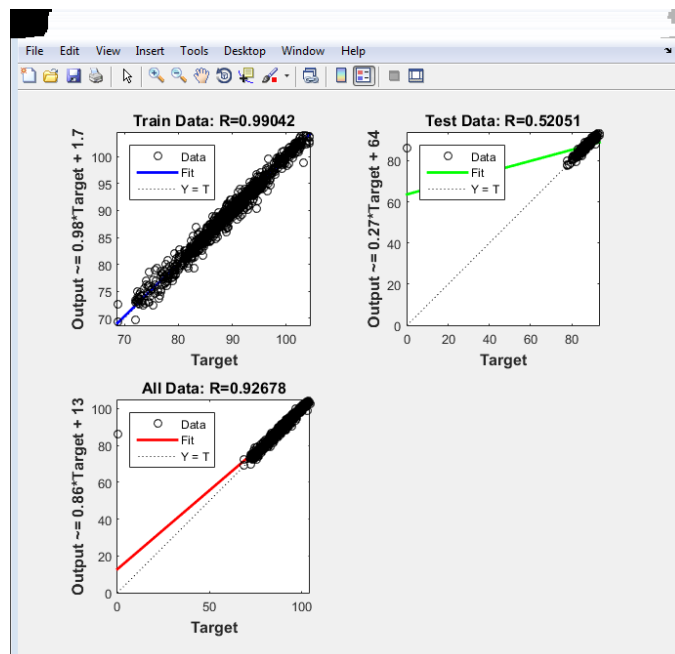 File Edit View Insert Tools Desktop Window Help
Train Data: R=0.99042
Output ~= 0.98*Target + 1.7
100
95
90
85
80
75
70
Data
Fit
Y = T
70 80 90 100
Target
Test Data: R=0.52051
Output ~= 0.27*Target + 64
80
60
40
20
0
Data
Fit
Y = T
0 20 40 60 80
Target
All Data: R=0.92678
Output ~= 0.86*Target + 13
100
80
60
40
20
0
Data
Fit
Y = T
0 50 100
Target